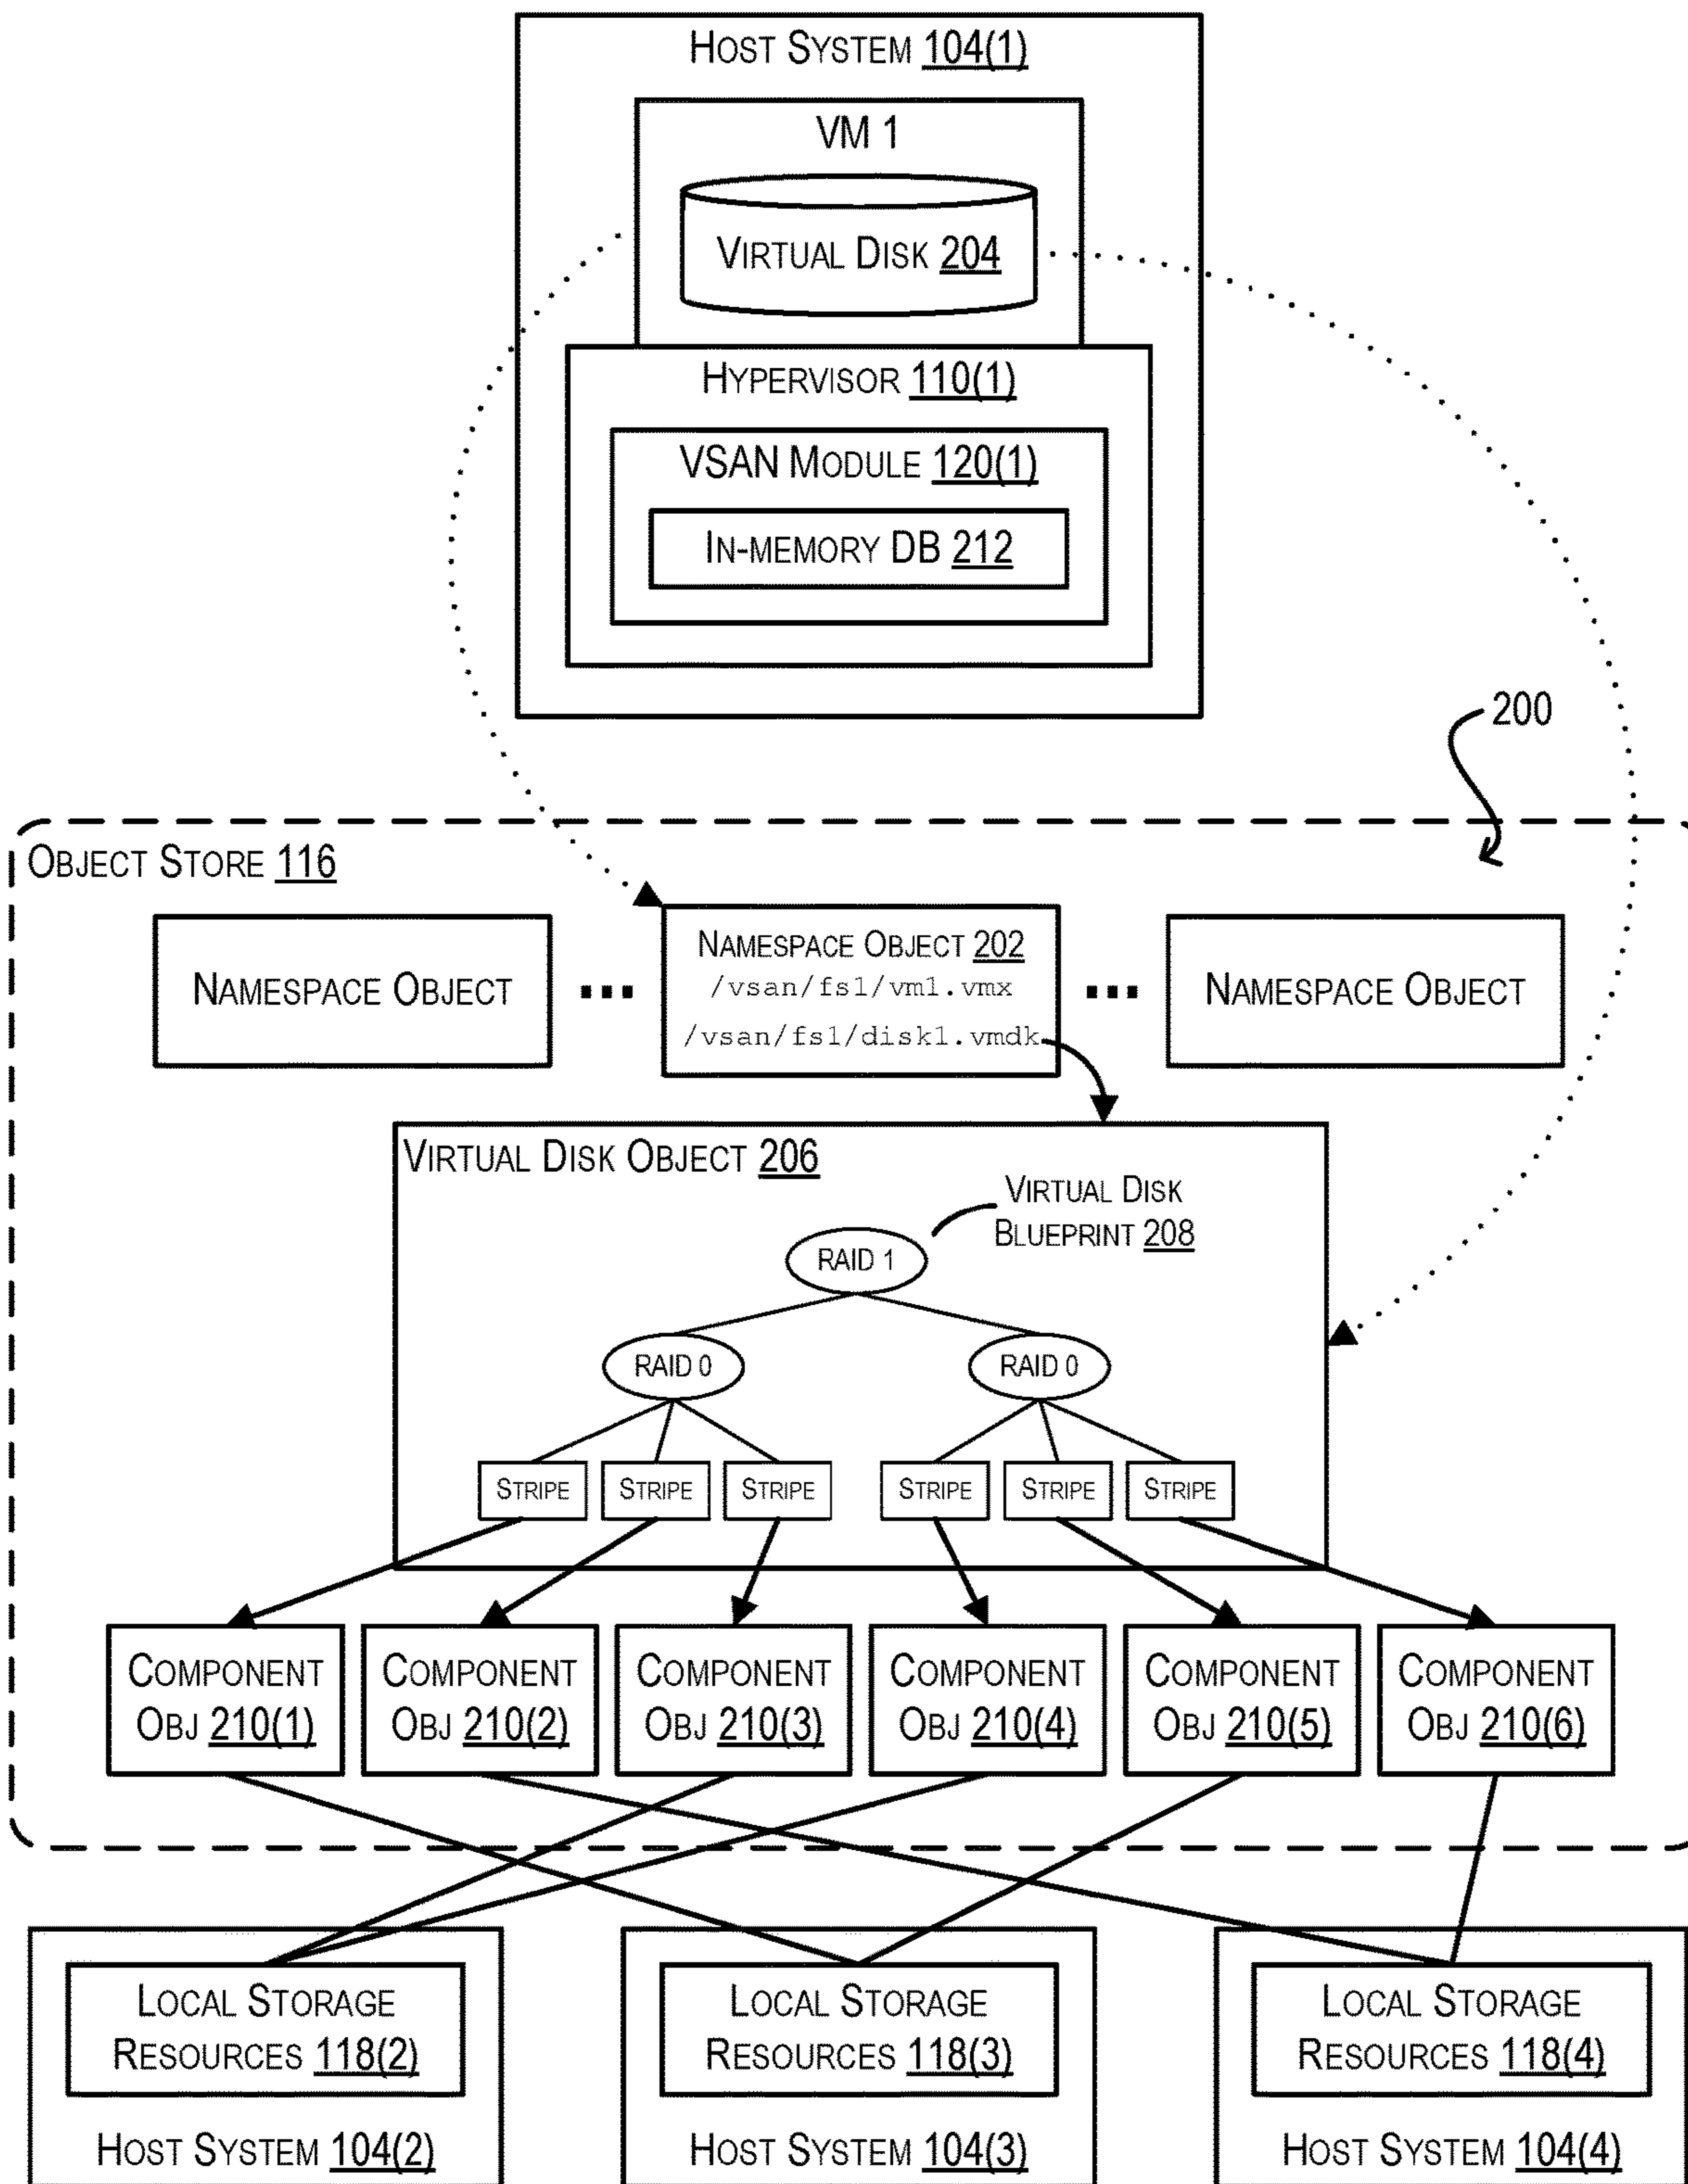 HOST SYSTEM 104(1)
VM 1
VIRTUAL DISK 204
HYPERVISOR 110(1)
VSAN MODULE 120(1)
IN-MEMORY DB 212
200
OBJECT STORE 116
NAMESPACE OBJECT
...
NAMESPACE OBJECT 202
/vsan/fs1/vm1.vmx
/vsan/fs1/disk1.vmdk
...
NAMESPACE OBJECT
VIRTUAL DISK OBJECT 206
VIRTUAL DISK
BLUEPRINT 208
RAID 1
RAID 0
RAID 0
STRIPE
STRIPE
STRIPE
STRIPE
STRIPE
STRIPE
COMPONENT
OBJ 210(1)
COMPONENT
OBJ 210(2)
COMPONENT
OBJ 210(3)
COMPONENT
OBJ 210(4)
COMPONENT
OBJ 210(5)
COMPONENT
OBJ 210(6)
LOCAL STORAGE
RESOURCES 118(2)
HOST SYSTEM 104(2)
LOCAL STORAGE
RESOURCES 118(3)
HOST SYSTEM 104(3)
LOCAL STORAGE
RESOURCES 118(4)
HOST SYSTEM 104(4)